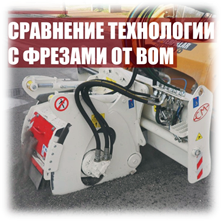 СРАВНЕНИЕ ТЕХНОЛОГИИ
С ФРЕЗАМИ ОТ ВОМ